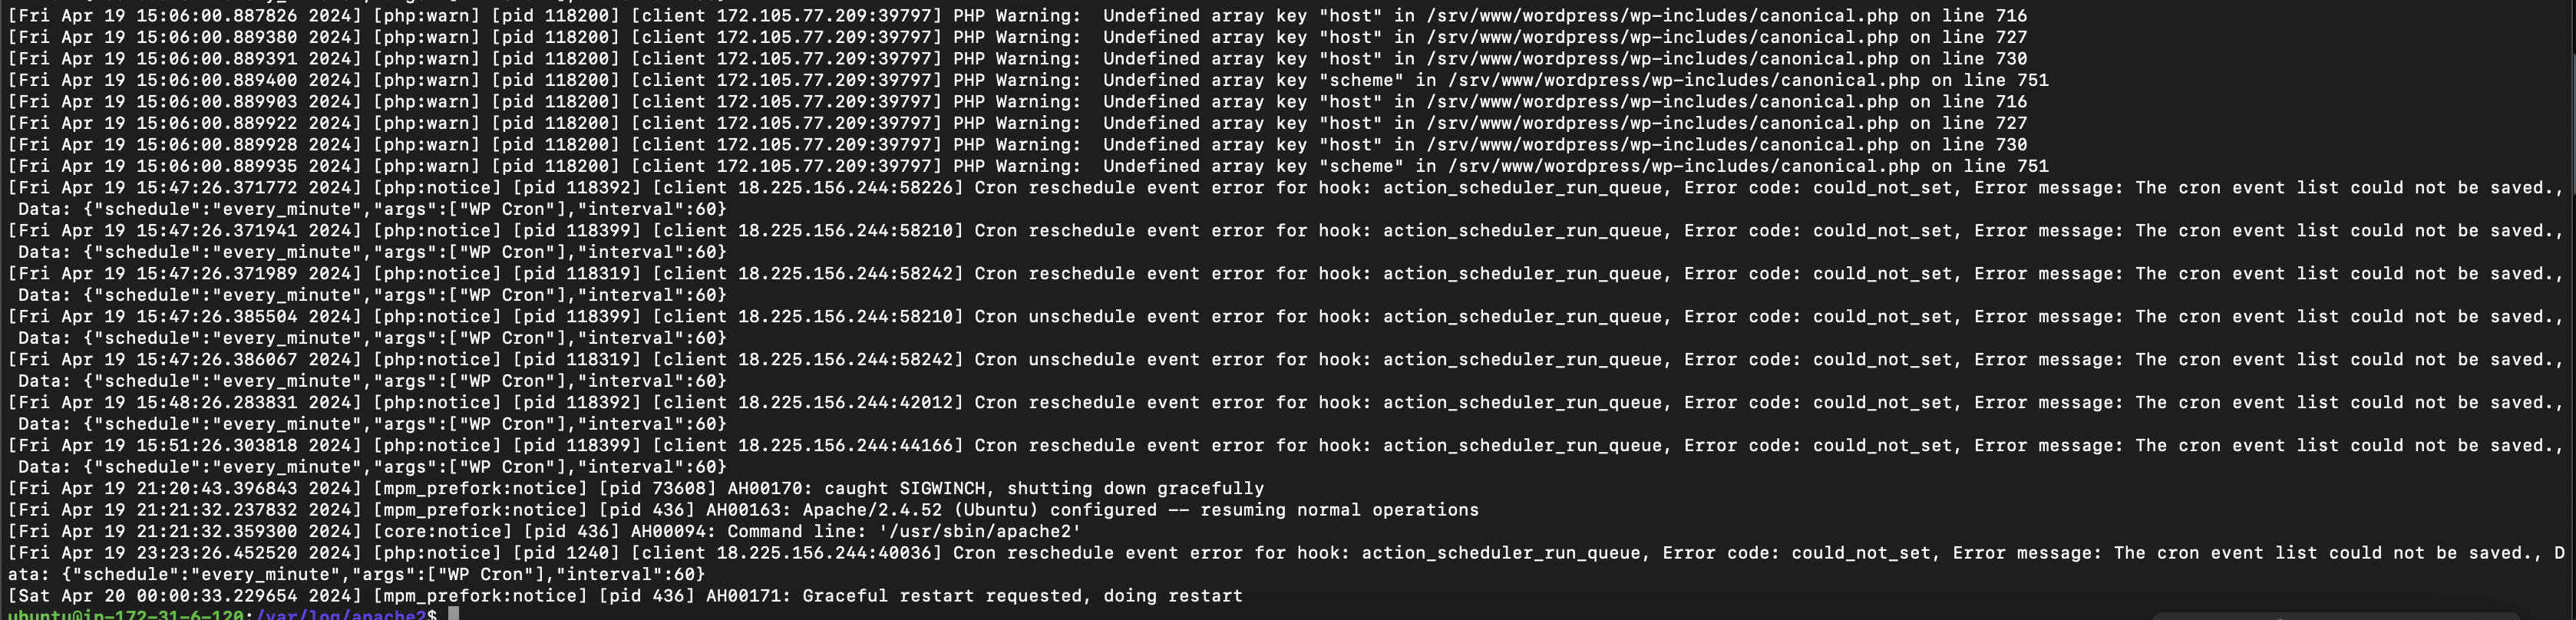 [Fri Apr 19 15:06:00.887826 2024] [php:warn] [pid 118200] [client 172.105.77.209:39797] PHP Warning:  Undefined array key "host" in /srv/www/wordpress/wp-includes/canonical.php on line 716
[Fri Apr 19 15:06:00.889380 2024] [php:warn] [pid 118200] [client 172.105.77.209:39797] PHP Warning:  Undefined array key "host" in /srv/www/wordpress/wp-includes/canonical.php on line 727
[Fri Apr 19 15:06:00.889391 2024] [php:warn] [pid 118200] [client 172.105.77.209:39797] PHP Warning:  Undefined array key "host" in /srv/www/wordpress/wp-includes/canonical.php on line 730
[Fri Apr 19 15:06:00.889400 2024] [php:warn] [pid 118200] [client 172.105.77.209:39797] PHP Warning:  Undefined array key "scheme" in /srv/www/wordpress/wp-includes/canonical.php on line 751
[Fri Apr 19 15:06:00.889903 2024] [php:warn] [pid 118200] [client 172.105.77.209:39797] PHP Warning:  Undefined array key "host" in /srv/www/wordpress/wp-includes/canonical.php on line 716
[Fri Apr 19 15:06:00.889922 2024] [php:warn] [pid 118200] [client 172.105.77.209:39797] PHP Warning:  Undefined array key "host" in /srv/www/wordpress/wp-includes/canonical.php on line 727
[Fri Apr 19 15:06:00.889928 2024] [php:warn] [pid 118200] [client 172.105.77.209:39797] PHP Warning:  Undefined array key "host" in /srv/www/wordpress/wp-includes/canonical.php on line 730
[Fri Apr 19 15:06:00.889935 2024] [php:warn] [pid 118200] [client 172.105.77.209:39797] PHP Warning:  Undefined array key "scheme" in /srv/www/wordpress/wp-includes/canonical.php on line 751
[Fri Apr 19 15:47:26.371772 2024] [php:notice] [pid 118392] [client 18.225.156.244:58226] Cron reschedule event error for hook: action_scheduler_run_queue, Error code: could_not_set, Error message: The cron event list could not be saved.,
 Data: {"schedule":"every_minute","args":["WP Cron"],"interval":60}
[Fri Apr 19 15:47:26.371941 2024] [php:notice] [pid 118399] [client 18.225.156.244:58210] Cron reschedule event error for hook: action_scheduler_run_queue, Error code: could_not_set, Error message: The cron event list could not be saved.,
 Data: {"schedule":"every_minute","args":["WP Cron"],"interval":60}
[Fri Apr 19 15:47:26.371989 2024] [php:notice] [pid 118319] [client 18.225.156.244:58242] Cron reschedule event error for hook: action_scheduler_run_queue, Error code: could_not_set, Error message: The cron event list could not be saved.,
 Data: {"schedule":"every_minute","args":["WP Cron"],"interval":60}
[Fri Apr 19 15:47:26.385504 2024] [php:notice] [pid 118399] [client 18.225.156.244:58210] Cron unschedule event error for hook: action_scheduler_run_queue, Error code: could_not_set, Error message: The cron event list could not be saved.,
 Data: {"schedule":"every_minute","args":["WP Cron"],"interval":60}
[Fri Apr 19 15:47:26.386067 2024] [php:notice] [pid 118319] [client 18.225.156.244:58242] Cron unschedule event error for hook: action_scheduler_run_queue, Error code: could_not_set, Error message: The cron event list could not be saved.,
 Data: {"schedule":"every_minute","args":["WP Cron"],"interval":60}
[Fri Apr 19 15:48:26.283831 2024] [php:notice] [pid 118392] [client 18.225.156.244:42012] Cron reschedule event error for hook: action_scheduler_run_queue, Error code: could_not_set, Error message: The cron event list could not be saved.,
 Data: {"schedule":"every_minute","args":["WP Cron"],"interval":60}
[Fri Apr 19 15:51:26.303818 2024] [php:notice] [pid 118399] [client 18.225.156.244:44166] Cron reschedule event error for hook: action_scheduler_run_queue, Error code: could_not_set, Error message: The cron event list could not be saved.,
 Data: {"schedule":"every_minute","args":["WP Cron"],"interval":60}
[Fri Apr 19 21:20:43.396843 2024] [mpm_prefork:notice] [pid 73608] AH00170: caught SIGWINCH, shutting down gracefully
[Fri Apr 19 21:21:32.237832 2024] [mpm_prefork:notice] [pid 436] AH00163: Apache/2.4.52 (Ubuntu) configured -- resuming normal operations
[Fri Apr 19 21:21:32.359300 2024] [core:notice] [pid 436] AH00094: Command line: '/usr/sbin/apache2'
[Fri Apr 19 23:23:26.452520 2024] [php:notice] [pid 1240] [client 18.225.156.244:40036] Cron reschedule event error for hook: action_scheduler_run_queue, Error code: could_not_set, Error message: The cron event list could not be saved., D
ata: {"schedule":"every_minute","args":["WP Cron"],"interval":60}
[Sat Apr 20 00:00:33.229654 2024] [mpm_prefork:notice] [pid 436] AH00171: Graceful restart requested, doing restart
ubuntu@ip-172-31-6-120:/var/log/apache2$